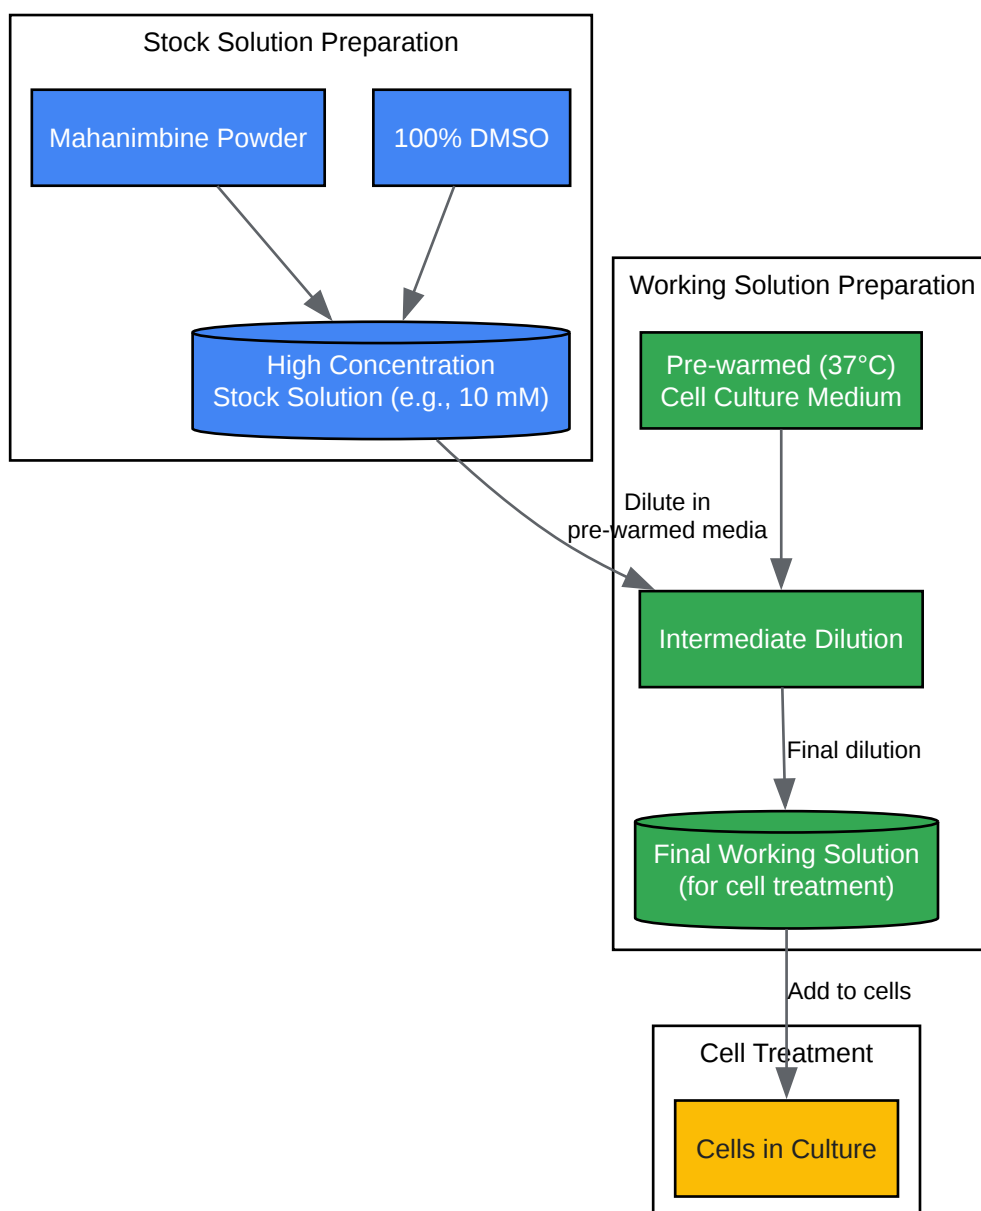 Stock Solution Preparation
Mahanimbine Powder
100% DMSO
High Concentration
Stock Solution (e.g., 10 mM)
Working Solution Preparation
Pre-warmed (37°C)
Cell Culture Medium
Dilute in
pre-warmed media
Intermediate Dilution
Final dilution
Final Working Solution
(for cell treatment)
Add to cells
Cell Treatment
Cells in Culture